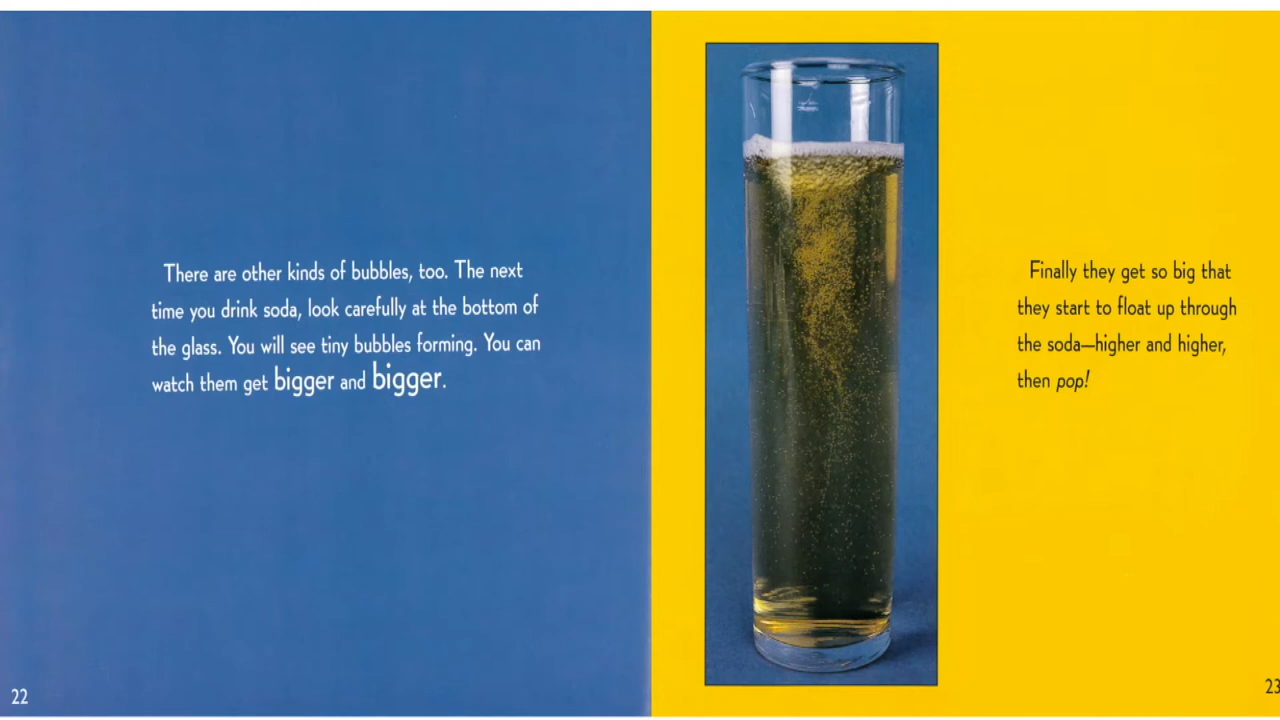 There are other kinds of bubbles, too. The next
time you drink soda, look carefully at the bottom of
the glass. You will see tiny bubbles forming. You can
watch them get bigger and bigger.
22
Finally they get so big that
they start to float up through
the soda—higher and higher,
then pop!
23